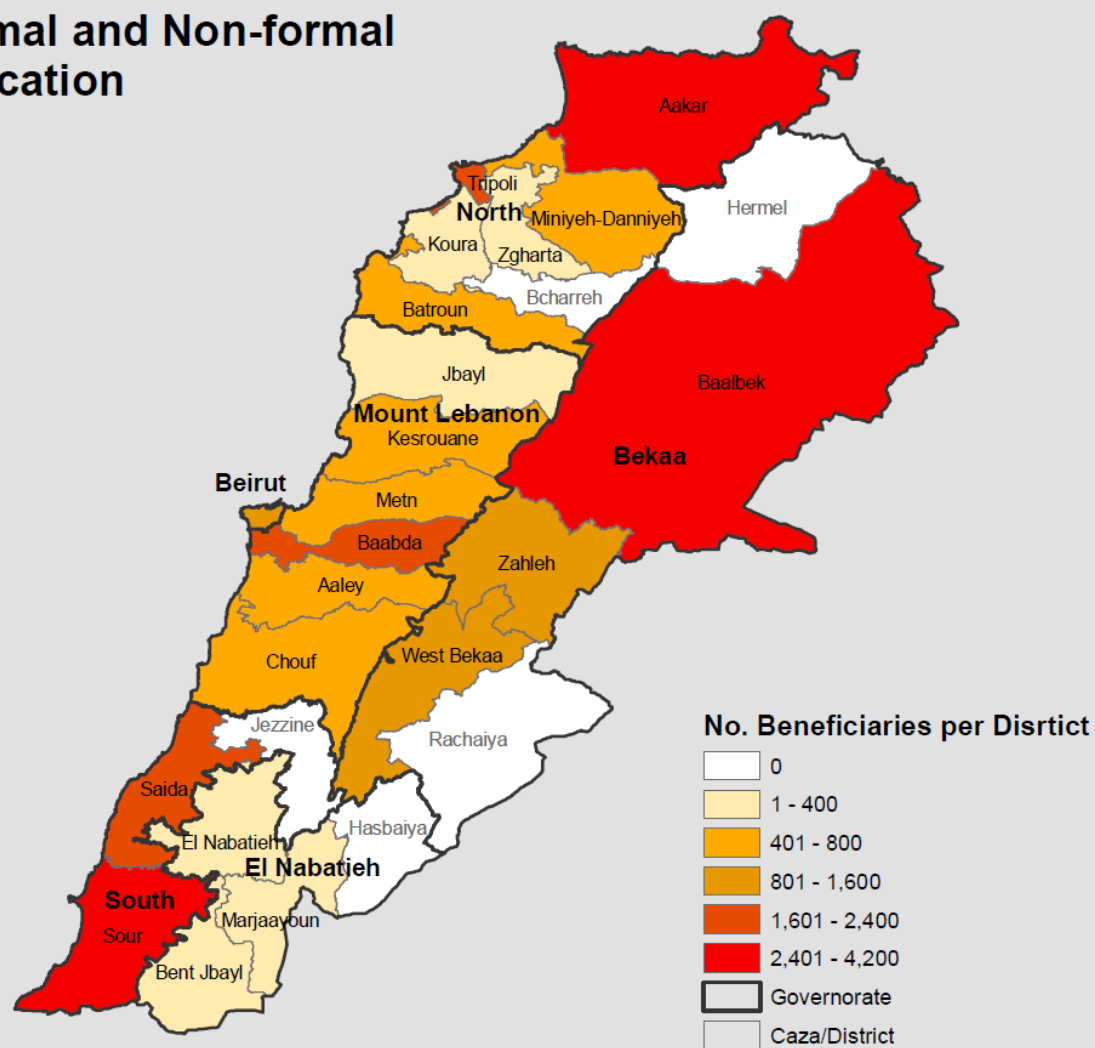 mal and Non-formal
cation
Aakar
Tripoli
North
Miniyeh-Danniyeh
Hermel
Koura
Zgharta
Bcharreh
Batroun
Jbayl
Baalbek
Mount Lebanon
Kesrouane
Bekaa
Beirut
Metn
Baabda
Zahleh
Aaley
West Bekaa
Chouf
Jezzine
Rachaiya
Saida
Hasbaiya
El Nabatieh
El Nabatieh
South
Sour
Marjaayoun
Bent Jbayl
No. Beneficiaries per Disrtict
0
1 - 400
401 - 800
801 - 1,600
1,601 - 2,400
2,401 - 4,200
Governorate
Caza/District